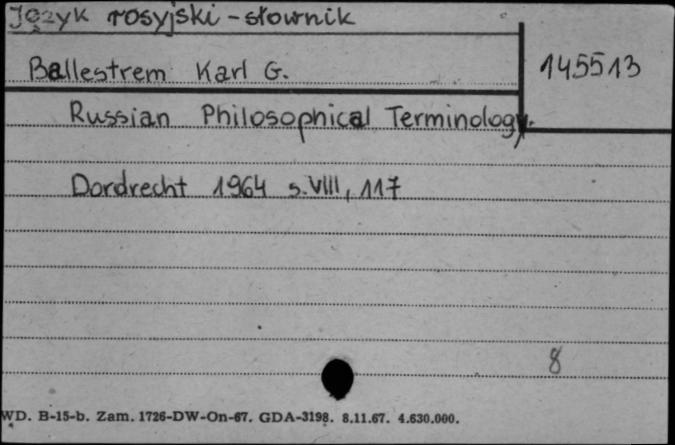 Język rosyjski - słownik
Ballestrem Karl G.
145513
Russian Philosophical Terminology.
Dordrecht 1964 s. VIII, 117
8
WD. B-15-b. Zam. 1726-DW-On-67. GDA-3198. 8.11.67. 4.630.000.